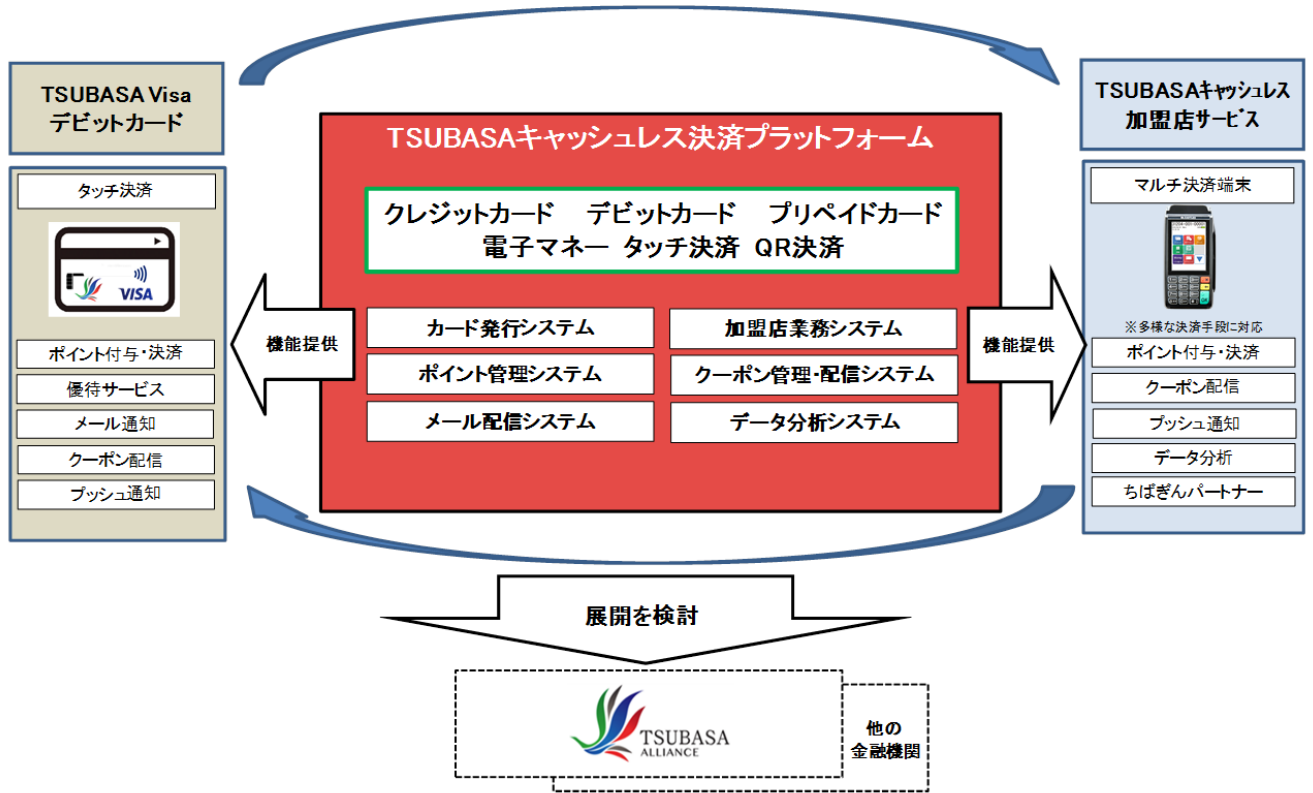 TSUBASA Visa
デビットカード
タッチ決済
VISA
ポイント付与・決済
優待サービス
メール通知
クーポン配信
プッシュ通知
TSUBASAキャッシュレス決済プラットフォーム
クレジットカード デビットカード プリペイドカード
電子マネー タッチ決済 QR決済
カード発行システム
加盟店業務システム
ポイント管理システム
クーポン管理・配信システム
メール配信システム
データ分析システム
機能提供
機能提供
TSUBASAキャッシュレス
加盟店サービス
マルチ決済端末
※多様な決済手段に対応
ポイント付与・決済
クーポン配信
プッシュ通知
データ分析
ちばぎんパートナー
展開を検討
TSUBASA
ALLIANCE
他の
金融機関